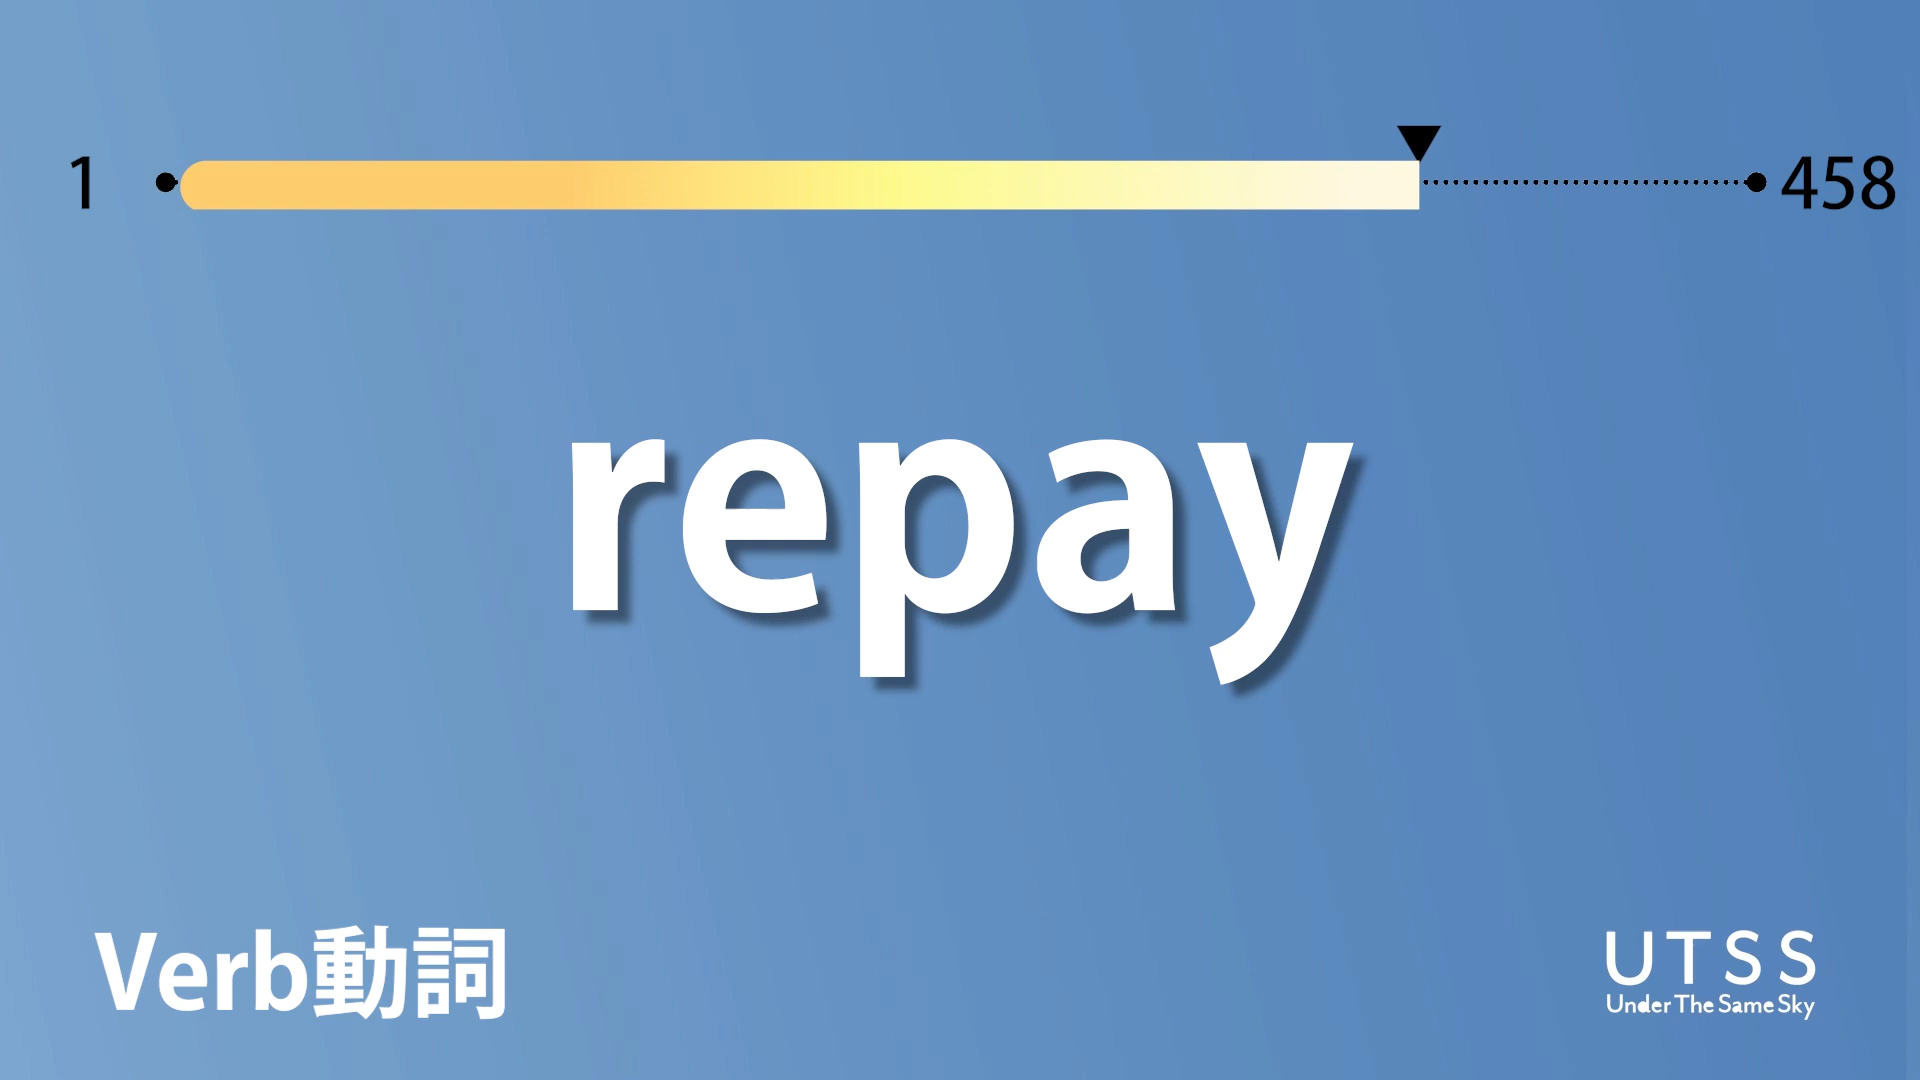 1
458
repay
Verb動詞
UTSS
Under The Same Sky